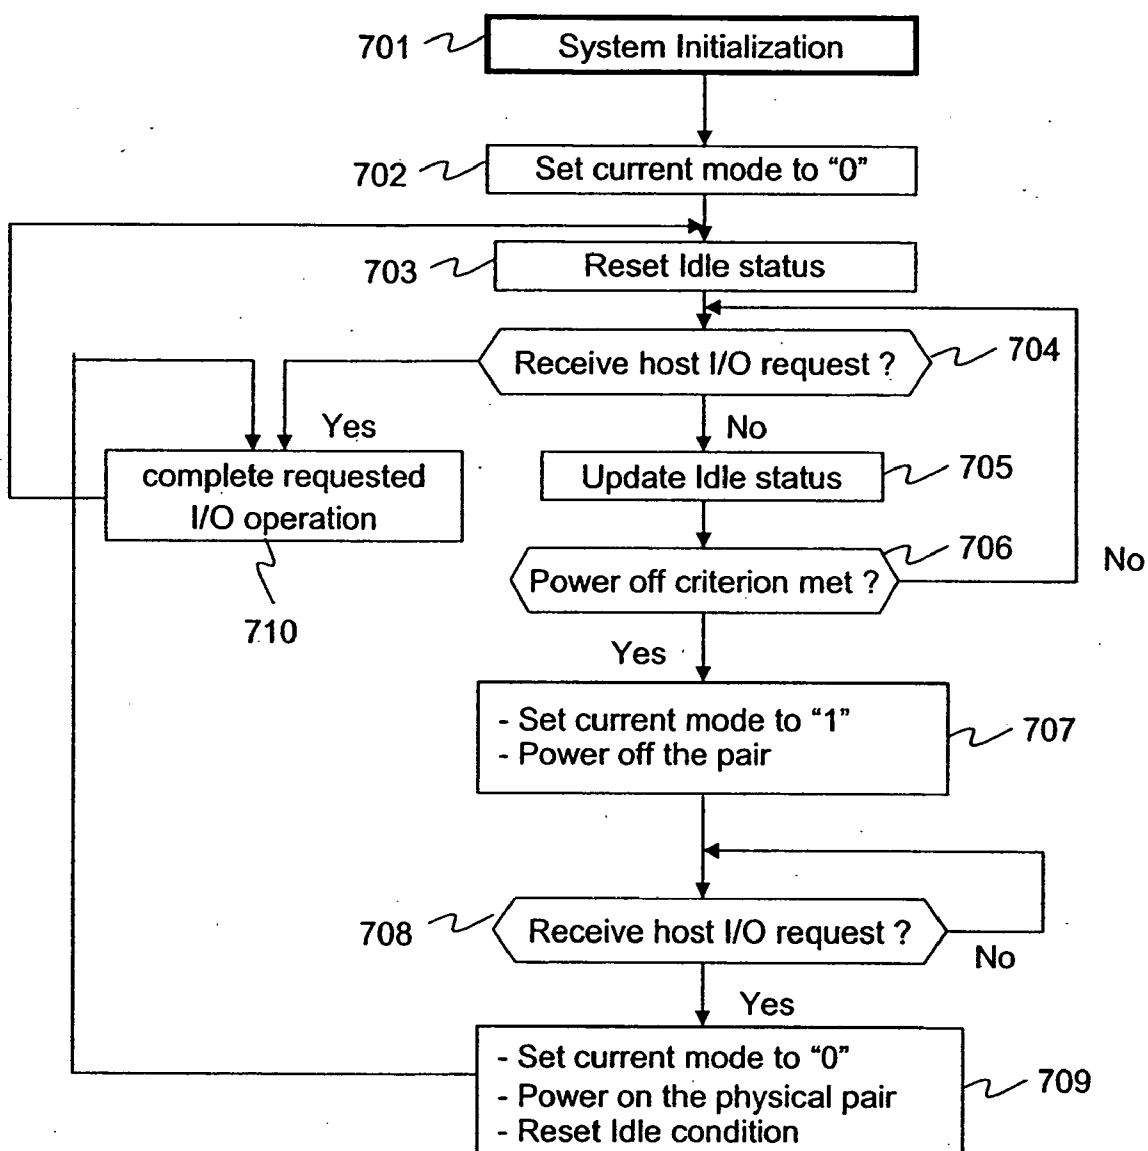 701
System Initialization
702
Set current mode to “0”
703
Reset Idle status
Receive host I/O request ?
704
Yes
No
complete requested
I/O operation
710
Update Idle status
705
Power off criterion met ?
706
No
Yes
- Set current mode to “1”
- Power off the pair
707
708
Receive host I/O request ?
No
Yes
- Set current mode to “0”
- Power on the physical pair
- Reset Idle condition
709